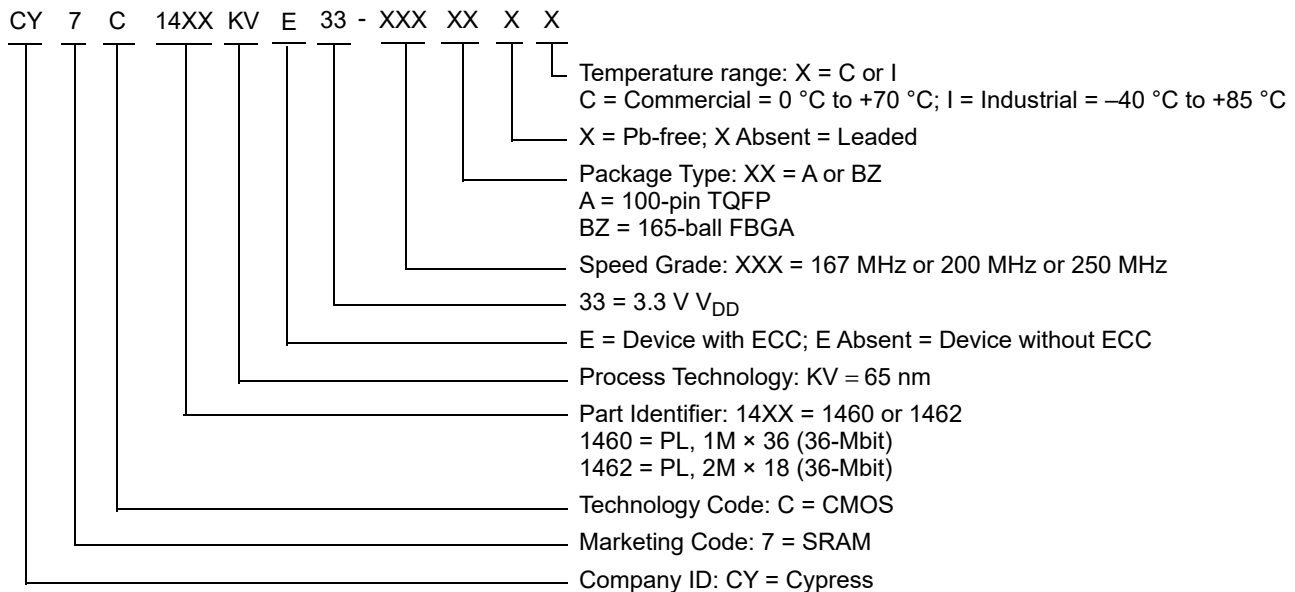 CY 7 C 14XX KV E 33 - XXX XX X X
Temperature range: X = C or I
C = Commercial = 0 °C to +70 °C; I = Industrial = –40 °C to +85 °C
X = Pb-free; X Absent = Leaded
Package Type: XX = A or BZ
A = 100-pin TQFP
BZ = 165-ball FBGA
Speed Grade: XXX = 167 MHz or 200 MHz or 250 MHz
33 = 3.3 V VDD
E = Device with ECC; E Absent = Device without ECC
Process Technology: KV = 65 nm
Part Identifier: 14XX = 1460 or 1462
1460 = PL, 1M × 36 (36-Mbit)
1462 = PL, 2M × 18 (36-Mbit)
Technology Code: C = CMOS
Marketing Code: 7 = SRAM
Company ID: CY = Cypress